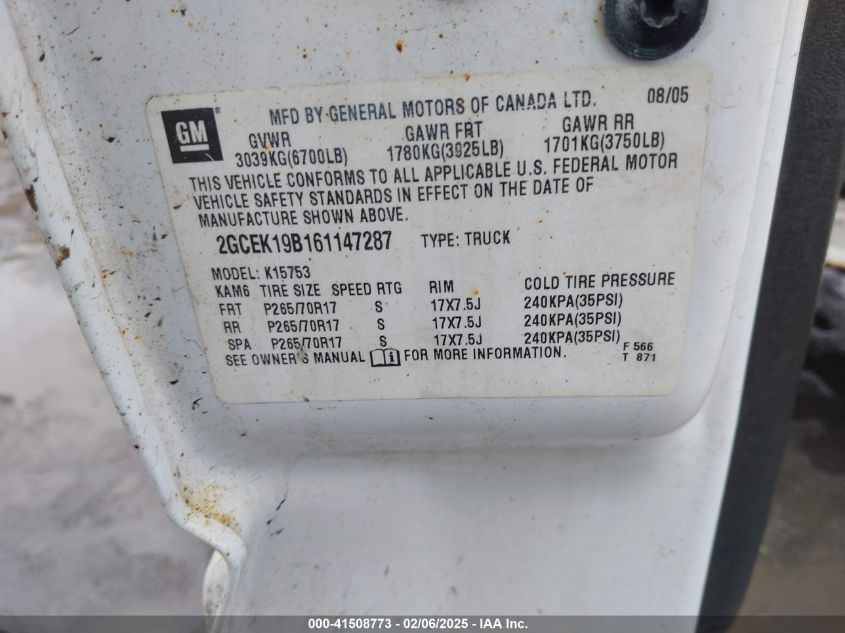 MFD BY GENERAL MOTORS OF CANADA LTD. 08/05
GM
GVWR GAWR FRT GAWR RR
3039KG(6700LB) 1780KG(3925LB) 1701KG(3750LB)
THIS VEHICLE CONFORMS TO ALL APPLICABLE U.S. FEDERAL MOTOR
VEHICLE SAFETY STANDARDS IN EFFECT ON THE DATE OF
MANUFACTURE SHOWN ABOVE.
2GCEK19B161147287 TYPE: TRUCK
MODEL: K15753
KAM6 TIRE SIZE SPEED RTG RIM COLD TIRE PRESSURE
FRT P265/70R17 S 17X7.5J 240KPA(35PSI)
RR P265/70R17 S 17X7.5J 240KPA(35PSI)
SPA P265/70R17 S 17X7.5J 240KPA(35PSI)
SEE OWNER'S MANUAL i FOR MORE INFORMATION.
F 566
T 871
000-41508773 - 02/06/2025 - IAA Inc.